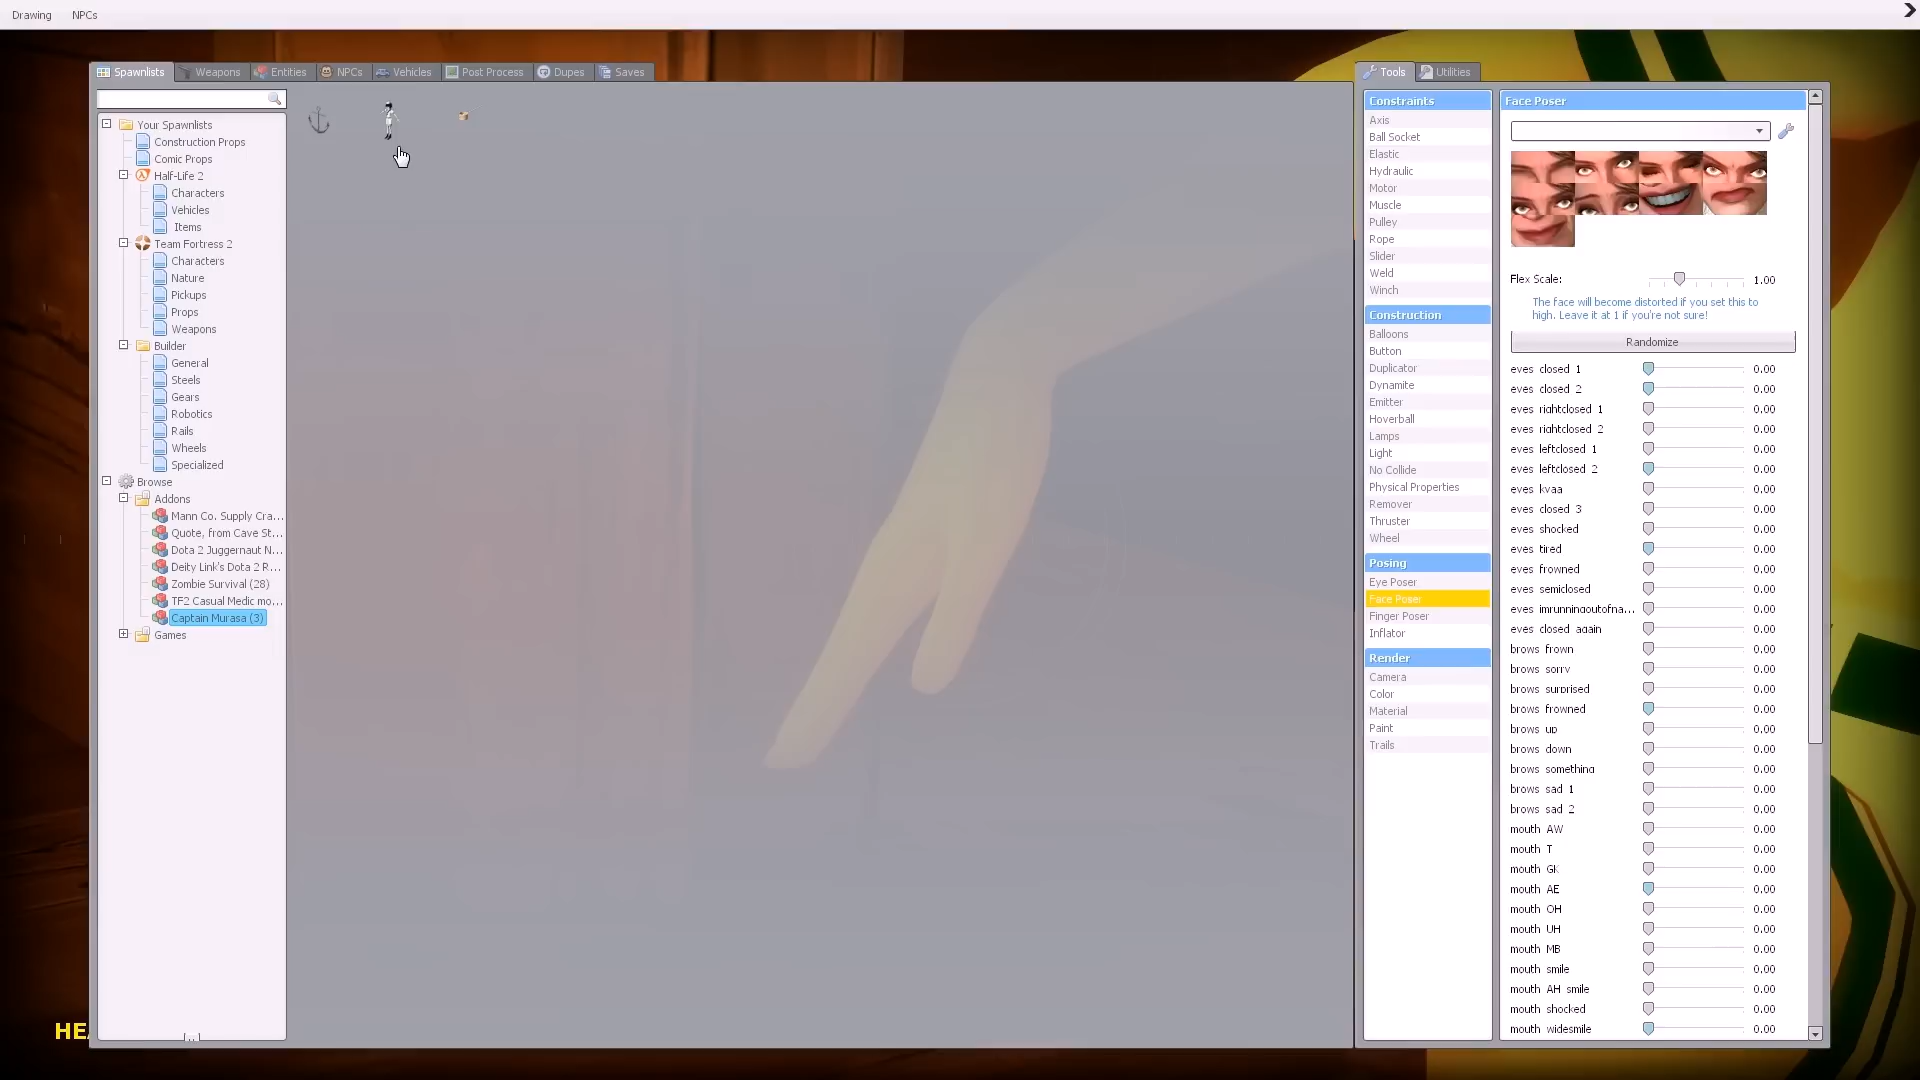 Drawing NPCs
Spawnlists Weapons Entities NPCs Vehicles Post Process Dupes Saves
Your Spawnlists
Construction Props
Comic Props
Half-Life 2
Characters
Vehicles
Items
Team Fortress 2
Characters
Nature
Pickups
Props
Weapons
Builder
General
Steels
Gears
Robotics
Rails
Wheels
Specialized
Browse
Addons
Mann Co. Supply Cra...
Quote, from Cave St...
Dota 2 Juggernaut N...
Deity Link's Dota 2 R...
Zombie Survival (28)
TF2 Casual Medic mo...
Captain Murasa (3)
Games
HE
Tools Utilities
Constraints
Axis
Ball Socket
Elastic
Hydraulic
Motor
Muscle
Pulley
Rope
Slider
Weld
Winch
Construction
Balloons
Button
Duplicator
Dynamite
Emitter
Hoverball
Lamps
Light
No Collide
Physical Properties
Remover
Thruster
Wheel
Posing
Eye Poser
Face Poser
Finger Poser
Inflator
Render
Camera
Color
Material
Paint
Trails
Face Poser
Flex Scale: 1.00
The face will become distorted if you set this to
high. Leave it at 1 if you're not sure!
Randomize
eyes closed 1 0.00
eyes closed 2 0.00
eyes rightclosed 1 0.00
eyes rightclosed 2 0.00
eyes leftclosed 1 0.00
eyes leftclosed 2 0.00
eyes kyaa 0.00
eyes closed 3 0.00
eyes shocked 0.00
eyes tired 0.00
eyes frowned 0.00
eyes semiclosed 0.00
eyes imrunningoutofna... 0.00
eyes closed again 0.00
brows frown 0.00
brows sorry 0.00
brows surprised 0.00
brows frowned 0.00
brows up 0.00
brows down 0.00
brows something 0.00
brows sad 1 0.00
brows sad 2 0.00
mouth AW 0.00
mouth T 0.00
mouth GK 0.00
mouth AE 0.00
mouth OH 0.00
mouth UH 0.00
mouth MB 0.00
mouth smile 0.00
mouth AH smile 0.00
mouth shocked 0.00
mouth widesmile 0.00